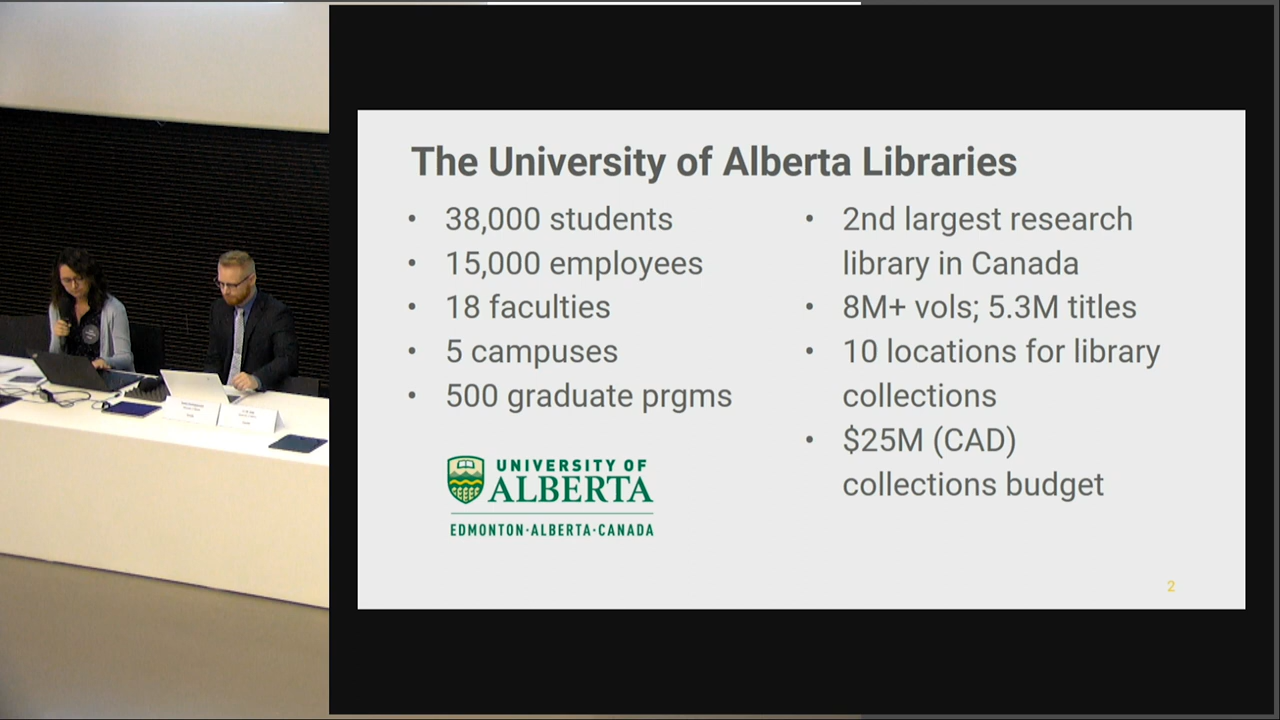 The University of Alberta Libraries
• 38,000 students
• 15,000 employees
• 18 faculties
• 5 campuses
• 500 graduate prgms
• 2nd largest research
library in Canada
• 8M+ vols; 5.3M titles
• 10 locations for library
collections
• $25M (CAD)
collections budget
UNIVERSITY OF
ALBERTA
EDMONTON·ALBERTA·CANADA
2